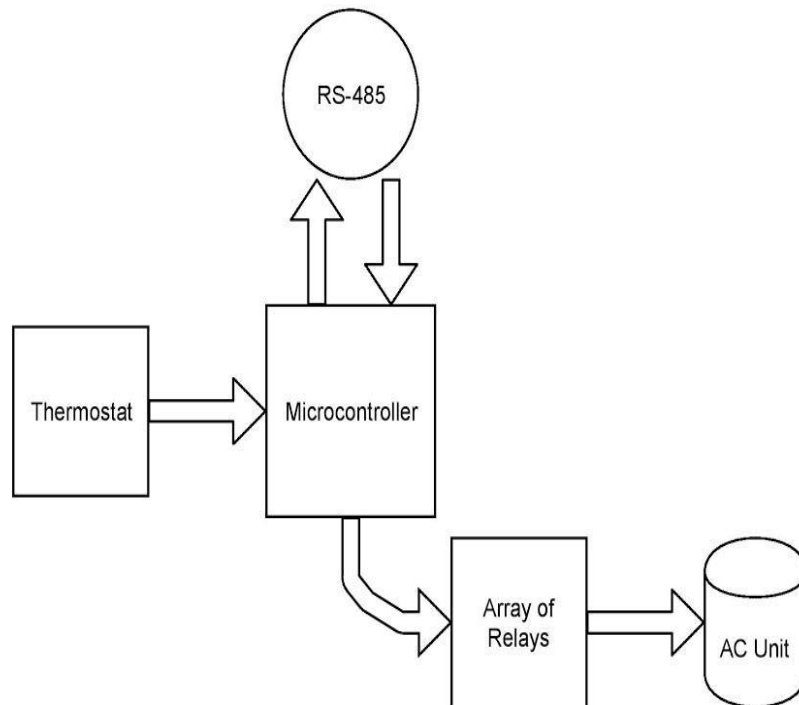 RS-485
Thermostat
Microcontroller
Array of
Relays
AC Unit